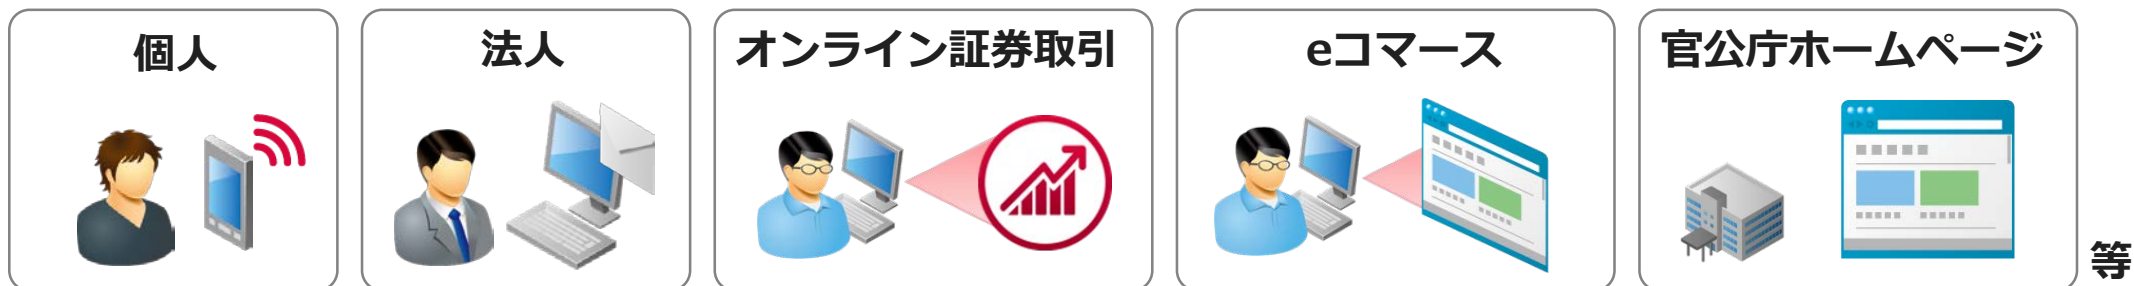 個人
法人
オンライン証券取引
eコマース
官公庁ホームページ
等